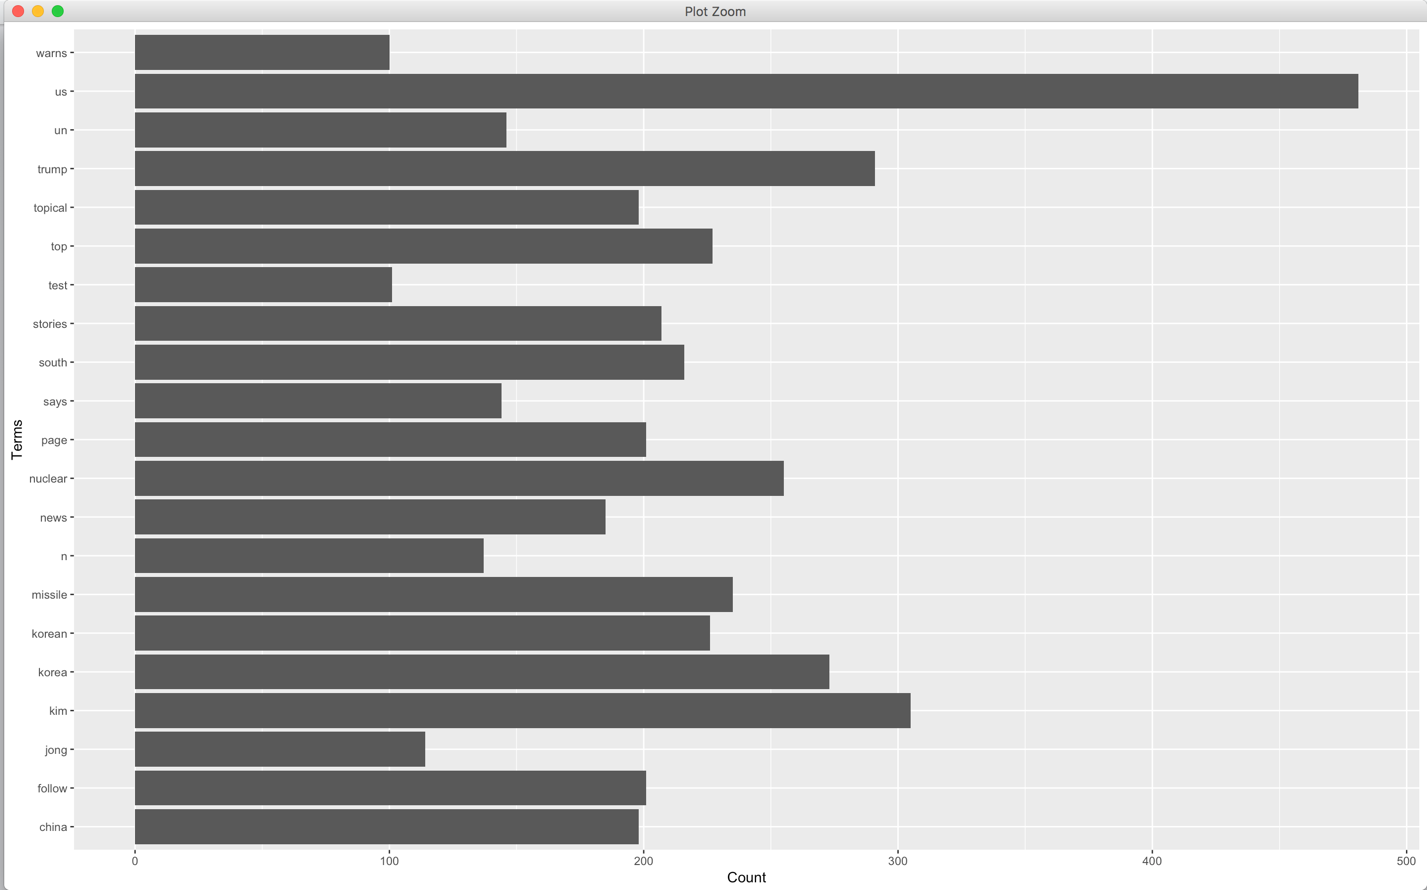 Plot Zoom
warns
us
un
trump
topical
top
test
stories
south
says
page
nuclear
news
n
missile
korean
korea
kim
jong
follow
china
Terms
0 100 200 300 400 500
Count